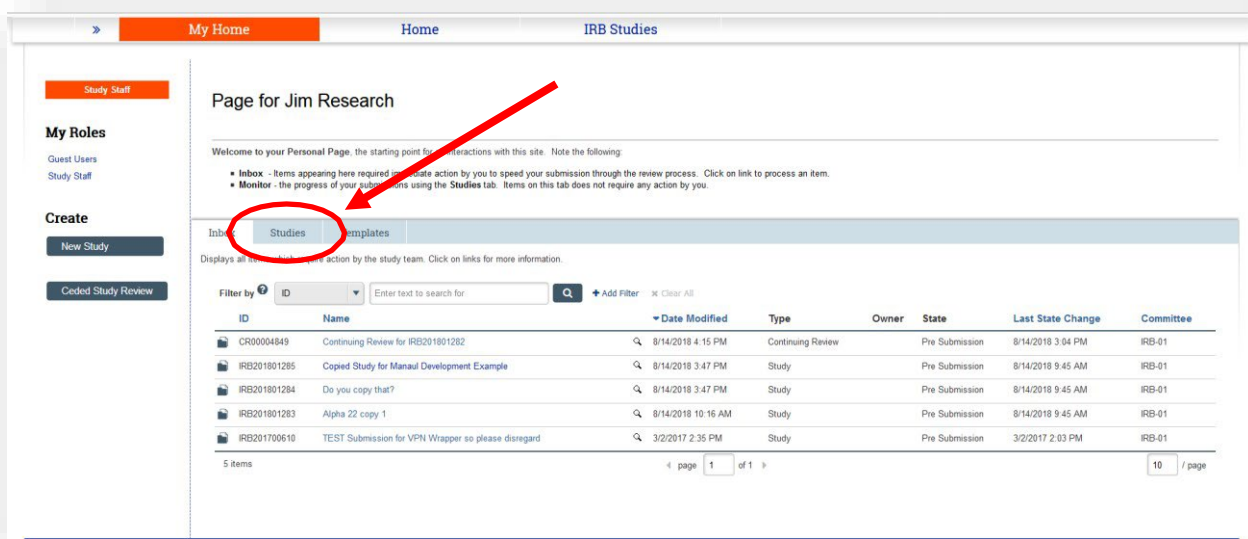 » My Home Home IRB Studies
Study Staff
Page for Jim Research
My Roles
Guest Users
Study Staff
Welcome to your Personal Page, the starting point for interactions with this site. Note the following:
Inbox - Items appearing here required immediate action by you to speed your submission through the review process. Click on link to process an item.
Monitor - the progress of your submissions using the Studies tab. Items on this tab does not require any action by you.
Create
New Study
Ceded Study Review
Inbox Studies Templates
Displays all items which require action by the study team. Click on links for more information.
Filter by ? ID Enter text to search for + Add Filter × Clear All
ID Name Date Modified Type Owner State Last State Change Committee
CR00004849 Continuing Review for IRB201801282 8/14/2018 4:15 PM Continuing Review Pre Submission 8/14/2018 3:04 PM IRB-01
IRB201801285 Copied Study for Manaul Development Example 8/14/2018 3:47 PM Study Pre Submission 8/14/2018 9:45 AM IRB-01
IRB201801284 Do you copy that? 8/14/2018 3:47 PM Study Pre Submission 8/14/2018 9:45 AM IRB-01
IRB201801283 Alpha 22 copy 1 8/14/2018 10:16 AM Study Pre Submission 8/14/2018 9:45 AM IRB-01
IRB201700610 TEST Submission for VPN Wrapper so please disregard 3/2/2017 2:35 PM Study Pre Submission 3/2/2017 2:03 PM IRB-01
5 items page 1 of 1 10 / page